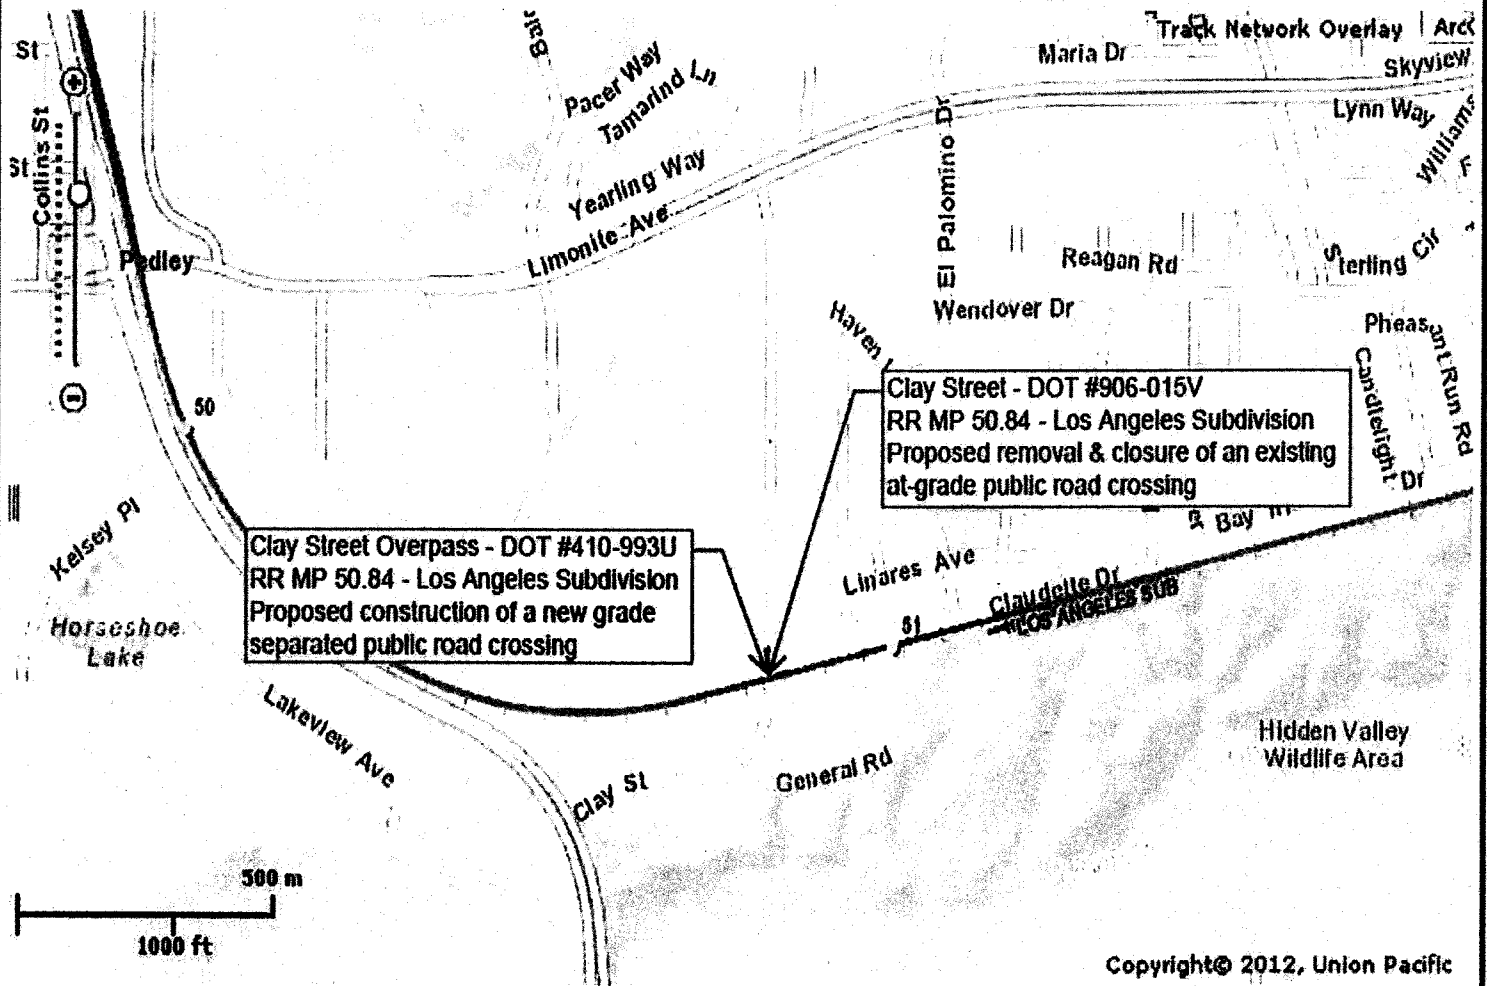 Track Network Overlay
St
Maria Dr
Skyview
Pacer Way
Tamarind Ln
Lynn Way
Collins St
St
Yearling Way
Limonite Ave
El Palomino Dr
Pedley
Reagan Rd
Sterling Cir
Wendover Dr
Haven
Pheasant Run Rd
Candlelight Dr
50
Clay Street - DOT #906-015V
RR MP 50.84 - Los Angeles Subdivision
Proposed removal & closure of an existing
at-grade public road crossing
Kelsey Pl
Bay
Clay Street Overpass - DOT #410-993U
RR MP 50.84 - Los Angeles Subdivision
Proposed construction of a new grade
separated public road crossing
Linares Ave
Claudette Dr
LOS ANGELES SUB
51
Horseshoe
Lake
Lakeview Ave
Clay St
General Rd
Hidden Valley
Wildlife Area
500 m
1000 ft
Copyright© 2012, Union Pacific